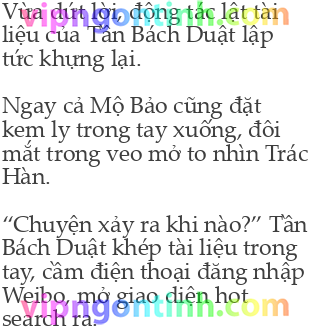 Vừa dứt lời, động tác lật tài
liệu của Tần Bách Duật lập
tức khựng lại.
Ngay cả Mộ Bảo cũng đặt
kem ly trong tay xuống, đôi
mắt trong veo mở to nhìn Trác
Hàn.
“Chuyện xảy ra khi nào?” Tần
Bách Duật khép tài liệu trong
tay, cầm điện thoại đăng nhập
Weibo, mở giao diện hot
search ra.
vipngontinh.com
vipngontinh.com